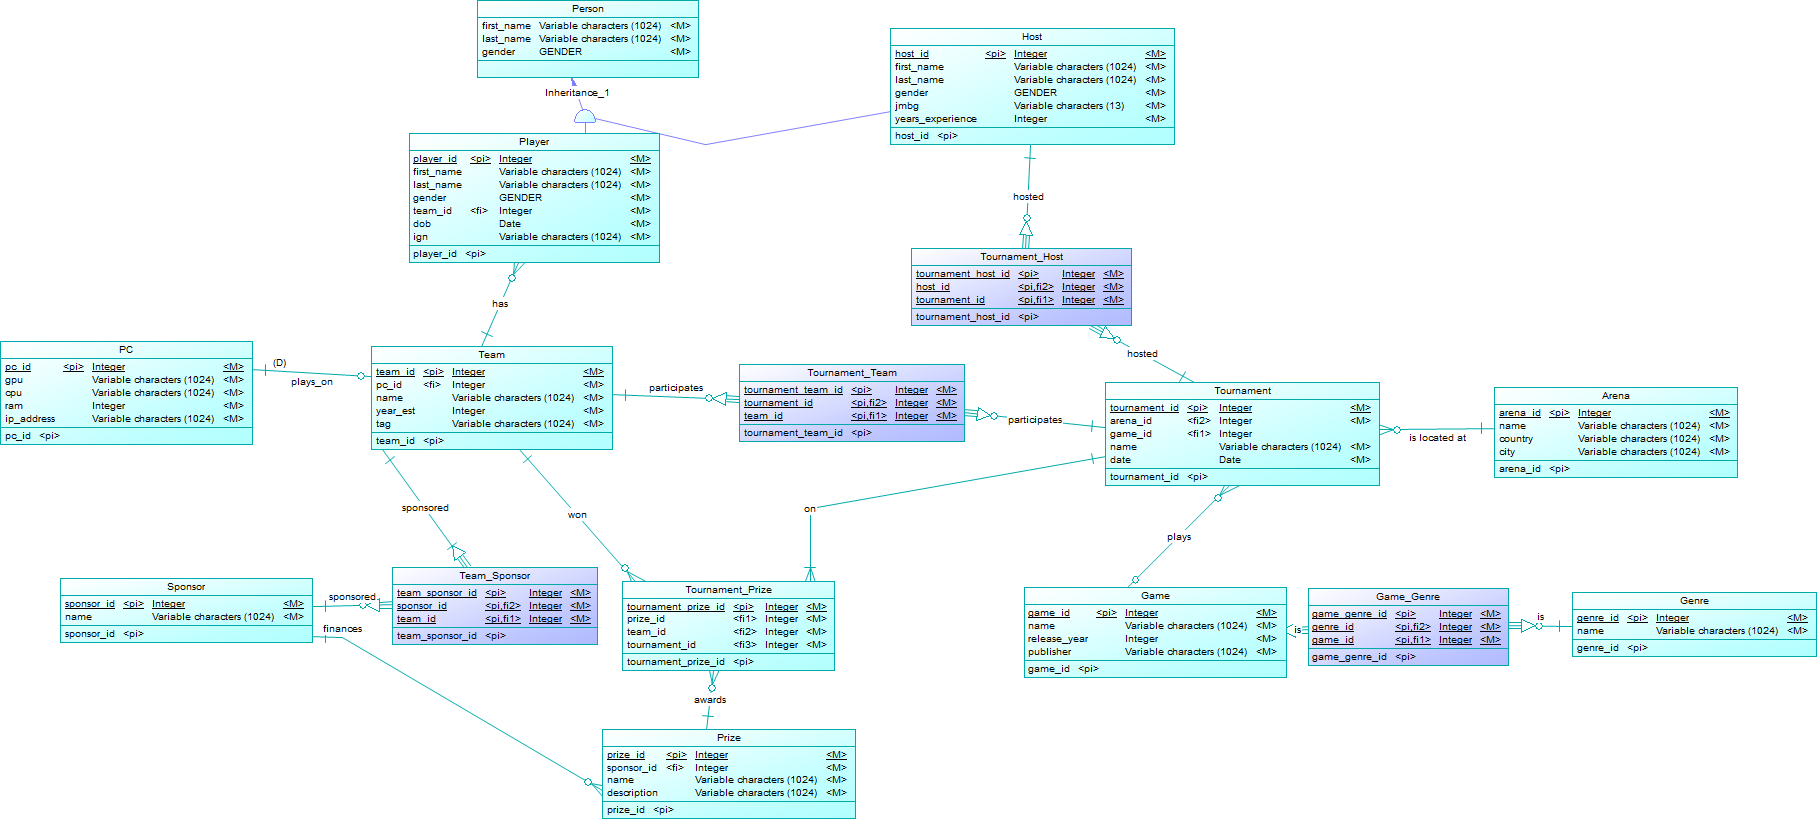 Person
first_name Variable characters (1024) <M>
last_name Variable characters (1024) <M>
gender GENDER <M>
Inheritance_1
Host
host_id <pi> Integer <M>
first_name Variable characters (1024) <M>
last_name Variable characters (1024) <M>
gender GENDER <M>
jmbg Variable characters (13) <M>
years_experience Integer <M>
host_id <pi>
Player
player_id <pi> Integer <M>
first_name Variable characters (1024) <M>
last_name Variable characters (1024) <M>
gender GENDER <M>
team_id <fi> Integer <M>
dob Date <M>
ign Variable characters (1024) <M>
player_id <pi>
hosted
Tournament_Host
tournament_host_id <pi> Integer <M>
host_id <pi,fi2> Integer <M>
tournament_id <pi,fi1> Integer <M>
tournament_host_id <pi>
has
hosted
PC
pc_id <pi> Integer <M>
gpu Variable characters (1024) <M>
cpu Variable characters (1024) <M>
ram Integer <M>
ip_address Variable characters (1024) <M>
pc_id <pi>
(D)
plays_on
Team
team_id <pi> Integer <M>
pc_id <fi> Integer <M>
name Variable characters (1024) <M>
year_est Integer <M>
tag Variable characters (1024) <M>
team_id <pi>
participates
Tournament_Team
tournament_team_id <pi> Integer <M>
tournament_id <pi,fi2> Integer <M>
team_id <pi,fi1> Integer <M>
tournament_team_id <pi>
participates
Tournament
tournament_id <pi> Integer <M>
arena_id <fi2> Integer <M>
game_id <fi1> Integer
name Variable characters (1024) <M>
date Date <M>
tournament_id <pi>
is located at
Arena
arena_id <pi> Integer <M>
name Variable characters (1024) <M>
country Variable characters (1024) <M>
city Variable characters (1024) <M>
arena_id <pi>
sponsored
won
on
plays
Sponsor
sponsor_id <pi> Integer <M>
name Variable characters (1024) <M>
sponsor_id <pi>
sponsored
finances
Team_Sponsor
team_sponsor_id <pi> Integer <M>
sponsor_id <pi,fi2> Integer <M>
team_id <pi,fi1> Integer <M>
team_sponsor_id <pi>
Tournament_Prize
tournament_prize_id <pi> Integer <M>
prize_id <fi1> Integer <M>
team_id <fi2> Integer <M>
tournament_id <fi3> Integer <M>
tournament_prize_id <pi>
Game
game_id <pi> Integer <M>
name Variable characters (1024) <M>
release_year Integer <M>
publisher Variable characters (1024) <M>
game_id <pi>
is
Game_Genre
game_genre_id <pi> Integer <M>
genre_id <pi,fi2> Integer <M>
game_id <pi,fi1> Integer <M>
game_genre_id <pi>
is
Genre
genre_id <pi> Integer <M>
name Variable characters (1024) <M>
genre_id <pi>
awards
Prize
prize_id <pi> Integer <M>
sponsor_id <fi> Integer <M>
name Variable characters (1024) <M>
description Variable characters (1024) <M>
prize_id <pi>